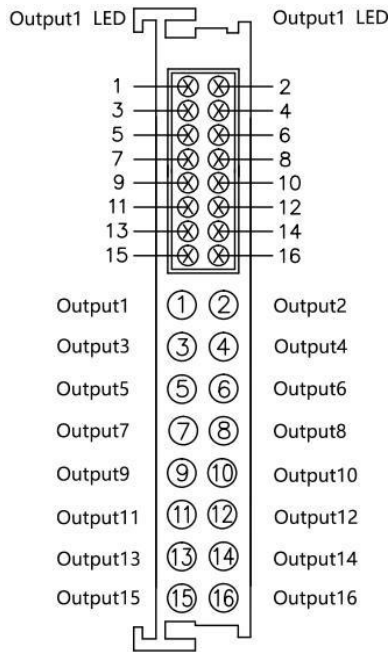 Output1 LED Output1 LED
1 2
3 4
5 6
7 8
9 10
11 12
13 14
15 16
Output1 1 2 Output2
Output3 3 4 Output4
Output5 5 6 Output6
Output7 7 8 Output8
Output9 9 10 Output10
Output11 11 12 Output12
Output13 13 14 Output14
Output15 15 16 Output16